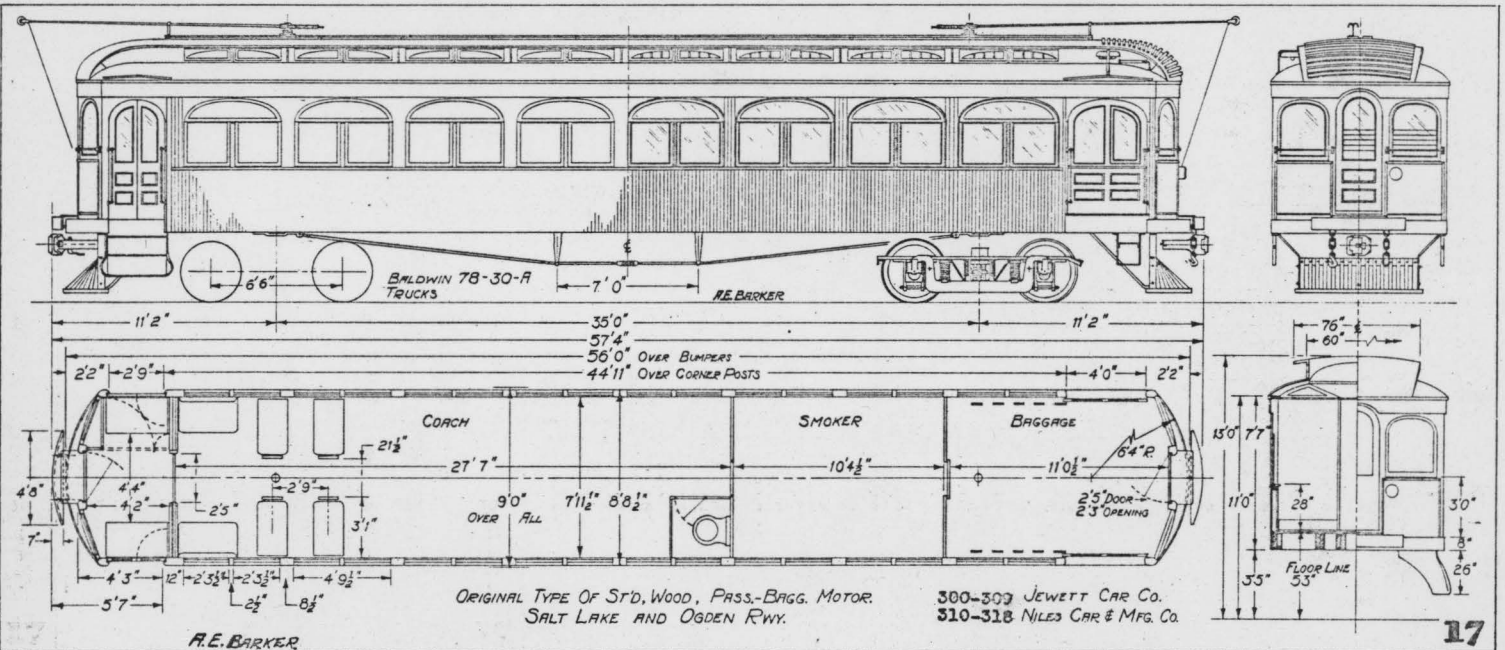 BALDWIN 78-30-A
TRUCKS
6'6"
7' 0"
A.E. BARKER
11'2"
35'0"
11'2"
57'4"
56'0" OVER BUMPERS
44'11" OVER CORNER POSTS
2'2"
2'9"
4'0"
2'2"
76"
60"
COACH
SMOKER
BAGGAGE
21½"
27' 7"
10'4½"
11'0½"
6'4" R.
4'8"
4'4"
4'2"
2'5"
2'9"
3'1"
9'0"
OVER ALL
7'11½"
8'8½"
2'5" DOOR
2'3" OPENING
7"
13'0"
7'7"
11'0"
28"
3'0"
8"
26"
3'5"
FLOOR LINE
53"
4'3"
12"
2'3½"
2'3½"
4'9½"
5'7"
2½"
8½"
ORIGINAL TYPE OF ST'D, WOOD, PASS.-BAGG. MOTOR.
SALT LAKE AND OGDEN RWY.
300-309 JEWETT CAR CO.
310-318 NILES CAR & MFG. CO.
A.E. BARKER
17